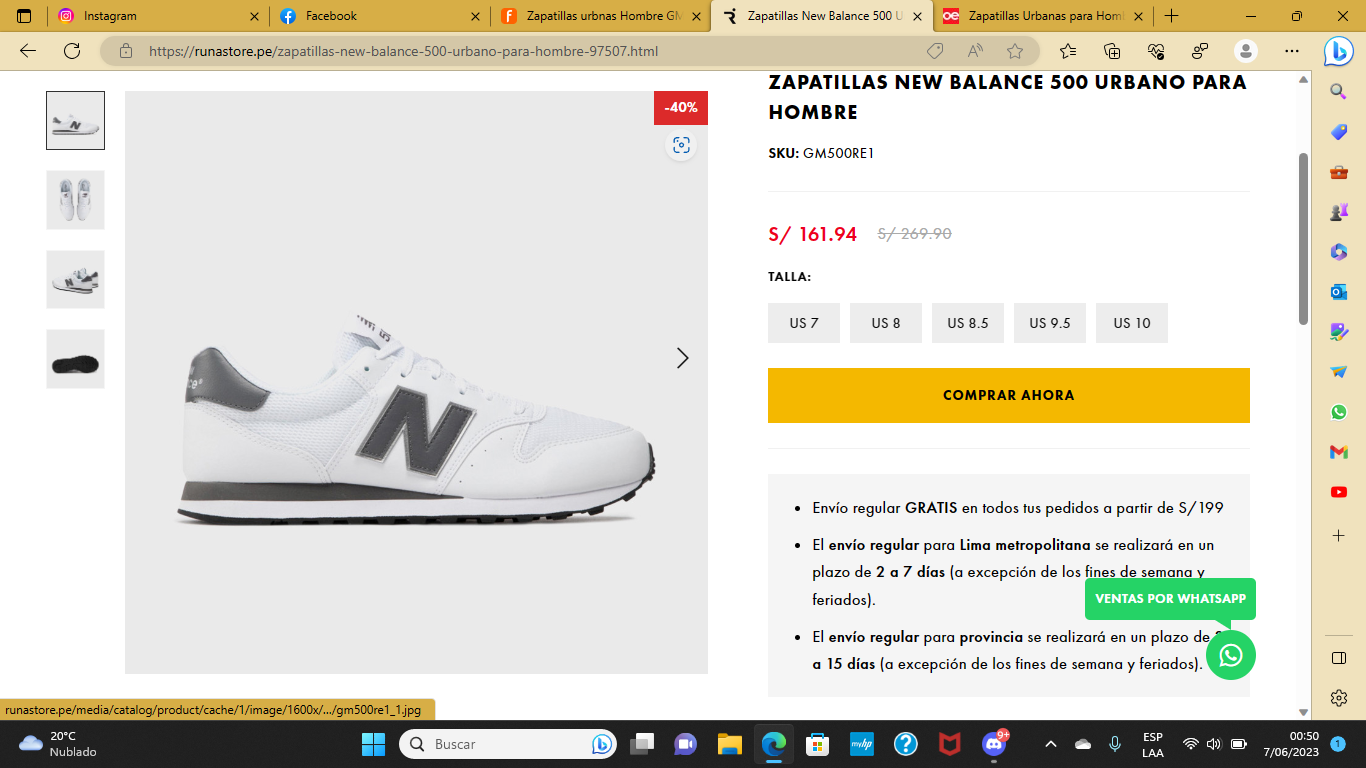 Instagram
Facebook
Zapatillas urbnas Hombre GM
Zapatillas New Balance 500 U
Zapatillas Urbanas para Hom
https://runastore.pe/zapatillas-new-balance-500-urbano-para-hombre-97507.html
-40%
ZAPATILLAS NEW BALANCE 500 URBANO PARA
HOMBRE
SKU: GM500RE1
S/ 161.94 S/ 269.90
TALLA:
US 7
US 8
US 8.5
US 9.5
US 10
COMPRAR AHORA
• Envío regular GRATIS en todos tus pedidos a partir de S/199
• El envío regular para Lima metropolitana se realizará en un
plazo de 2 a 7 días (a excepción de los fines de semana y
feriados).
• El envío regular para provincia se realizará en un plazo de
a 15 días (a excepción de los fines de semana y feriados).
VENTAS POR WHATSAPP
runastore.pe/media/catalog/product/cache/1/image/1600x/.../gm500re1_1.jpg
20°C
Nublado
Buscar
myhp
9+
ESP
LAA
00:50
7/06/2023
1